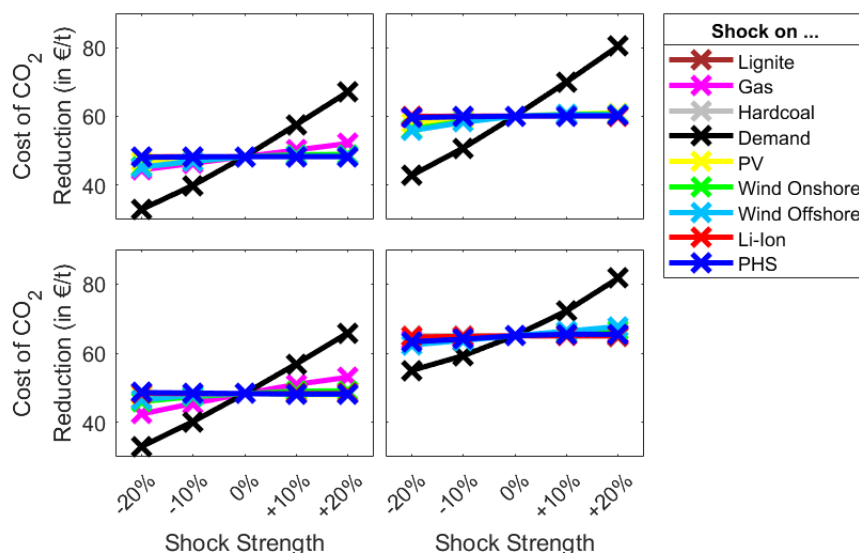 80
60
40
Cost of CO2
Reduction (in €/t)
Shock on ...
Lignite
Gas
Hardcoal
Demand
PV
Wind Onshore
Wind Offshore
Li-Ion
PHS
80
60
40
Cost of CO2
Reduction (in €/t)
-20%
-10%
0%
+10%
+20%
-20%
-10%
0%
+10%
+20%
Shock Strength
Shock Strength